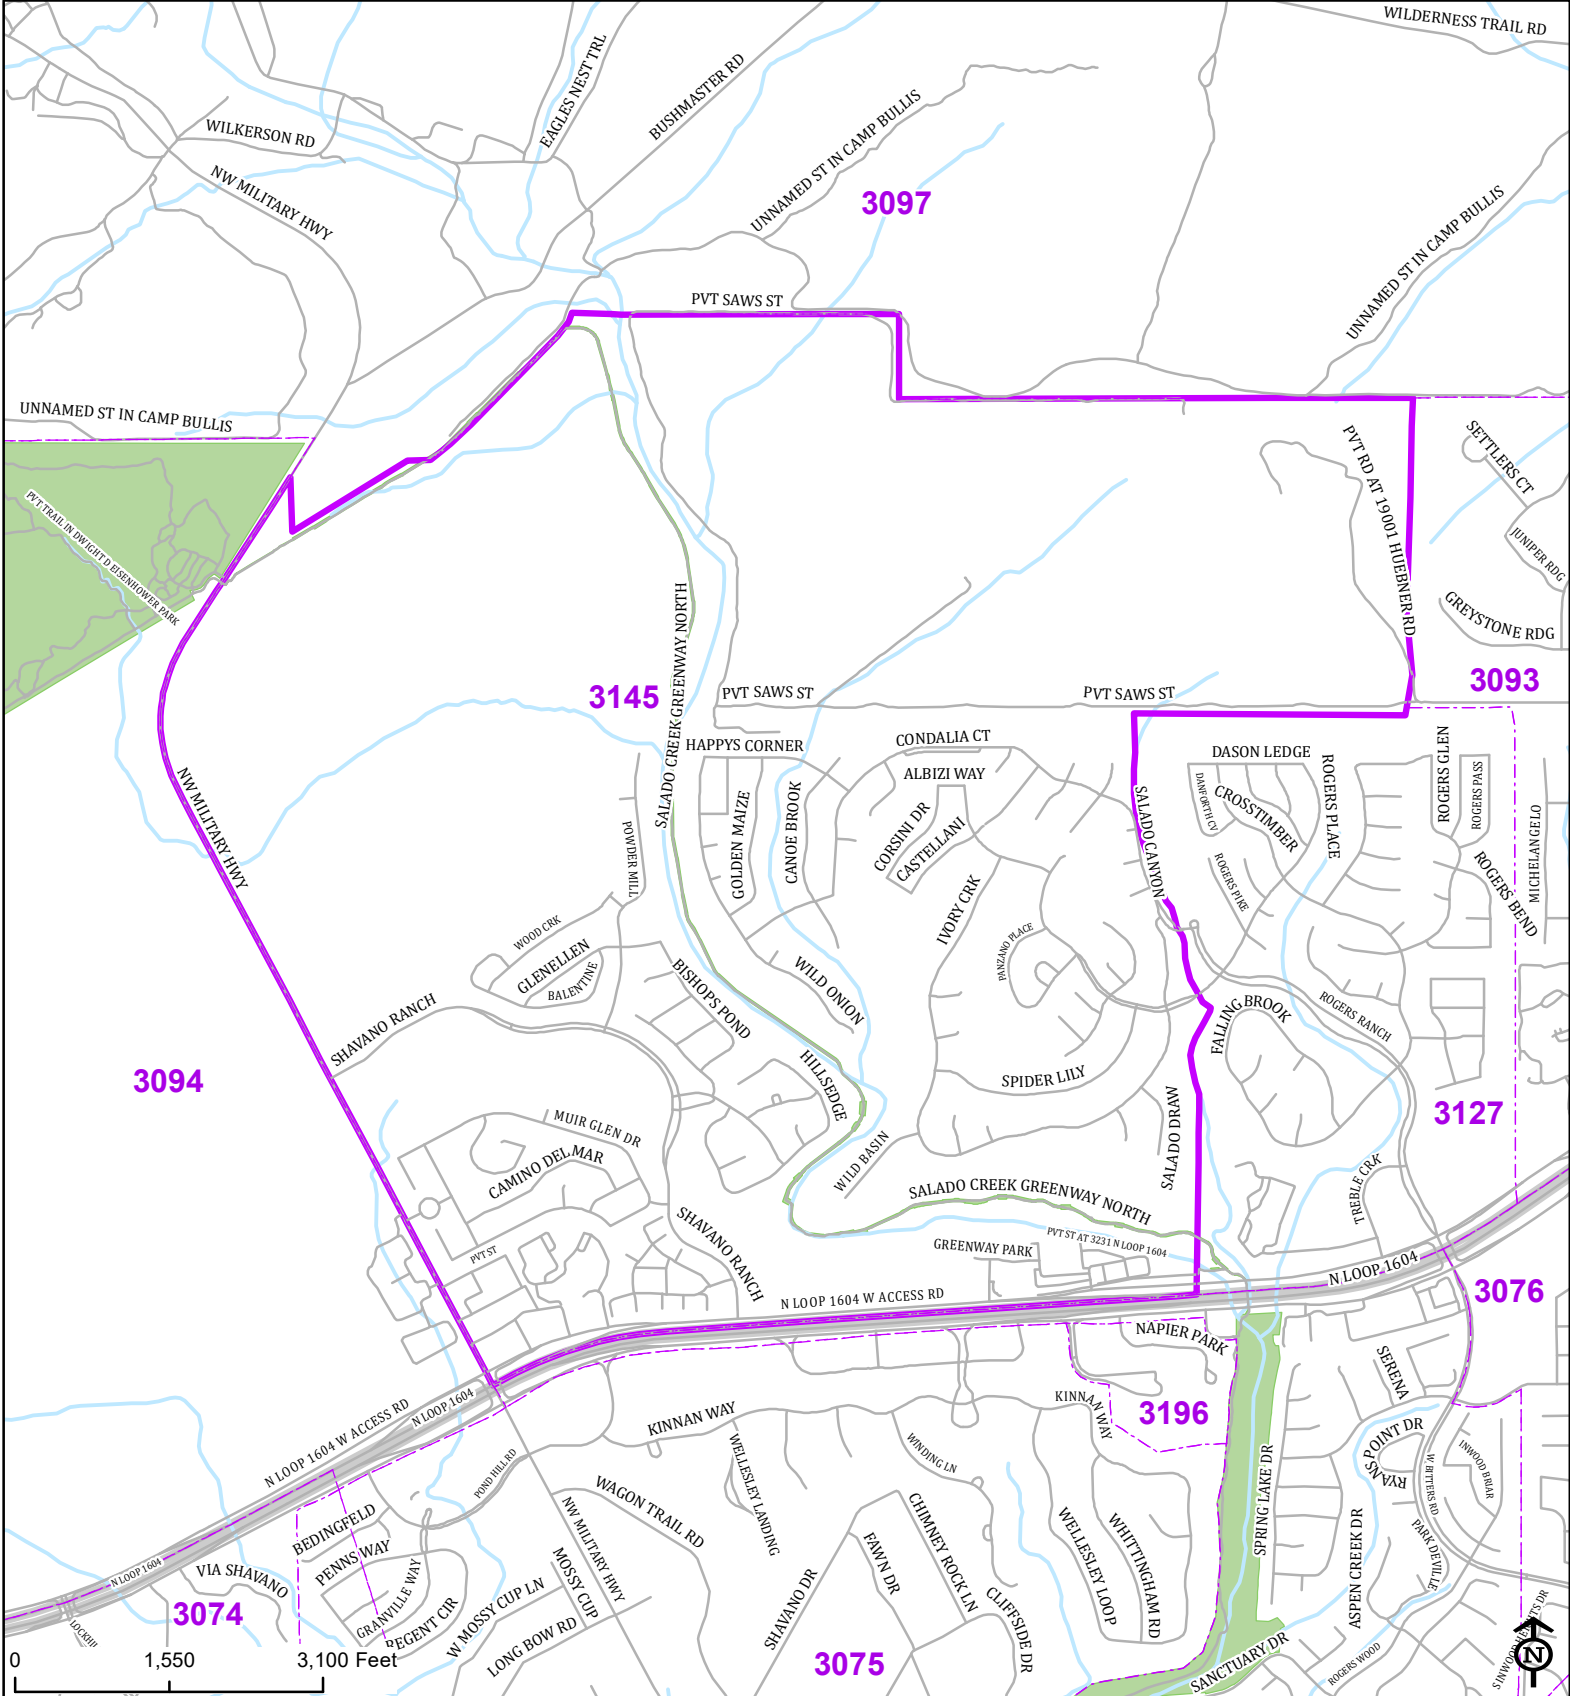 WILDERNESS TRAIL RD
EAGLES NEST TRL
BUSHMASTER RD
WILKERSON RD
UNNAMED ST IN CAMP BULLIS
NW MILITARY HWY
3097
UNNAMED ST IN CAMP BULLIS
PVT SAWS ST
UNNAMED ST IN CAMP BULLIS
SETTLERS CT
PVT RD AT 19001 HUEBNER RD
PVT TRAIL IN DWIGHT D EISENHOWER PARK
JUNIPER RDG
GREYSTONE RDG
SALADO CREEK GREENWAY NORTH
3145
PVT SAWS ST
PVT SAWS ST
3093
HAPPYS CORNER
CONDALIA CT
DASON LEDGE
ROGERS GLEN
ROGERS PASS
ROGERS PLACE
ALBIZI WAY
NW MILITARY HWY
POWDER MILL
GOLDEN MAIZE
CANOE BROOK
CORSINI DR
CASTELLANI
SALADO CANYON
DANFORTH CV
CROSSTIMBER
MICHELANGELO
ROGERS PIKE
ROGERS BEND
IVORY CRK
WOOD CRK
GLENELLEN
BALENTINE
PANZANO PLACE
BISHOPS POND
WILD ONION
SHAVANO RANCH
FALLING BROOK
ROGERS RANCH
3094
HILLSEDGE
SPIDER LILY
3127
MUIR GLEN DR
SALADO DRAW
CAMINO DEL MAR
WILD BASIN
TREBLE CRK
SALADO CREEK GREENWAY NORTH
SHAVANO RANCH
PVT ST
GREENWAY PARK
PVT ST AT 3231 N LOOP 1604
N LOOP 1604
3076
N LOOP 1604 W ACCESS RD
NAPIER PARK
SERENA
N LOOP 1604 W ACCESS RD
N LOOP 1604
KINNAN WAY
KINNAN WAY
3196
POINT DR
RYANS
WINDING LN
WELLESLEY LANDING
POND HILL RD
W BITTERS RD
INWOOD BRIAR
SPRING LAKE DR
WAGON TRAIL RD
NW MILITARY HWY
BEDINGFELD
PENNS WAY
CHIMNEY ROCK LN
FAWN DR
WELLESLEY LOOP
WHITTINGHAM RD
ASPEN CREEK DR
PARK DEVILLE
N LOOP 1604
VIA SHAVANO
GRANVILLE WAY
MOSSY CUP
W MOSSY CUP LN
SHAVANO DR
CLIFFSIDE DR
3074
REGENT CIR
LONG BOW RD
3075
SANCTUARY DR
ROGERS WOOD
0 1,550 3,100 Feet
N